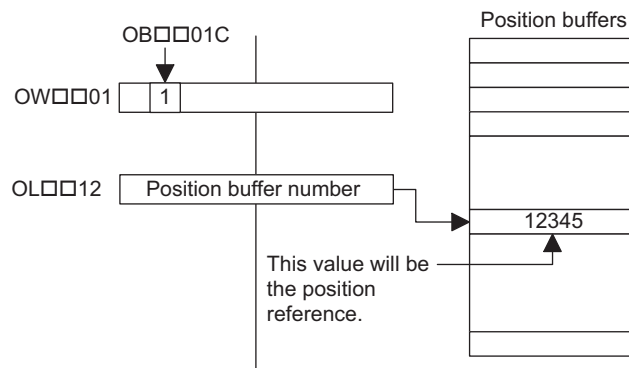 Position buffers
OB□□01C
OW□□01
1
OL□□12
Position buffer number
12345
This value will be
the position
reference.